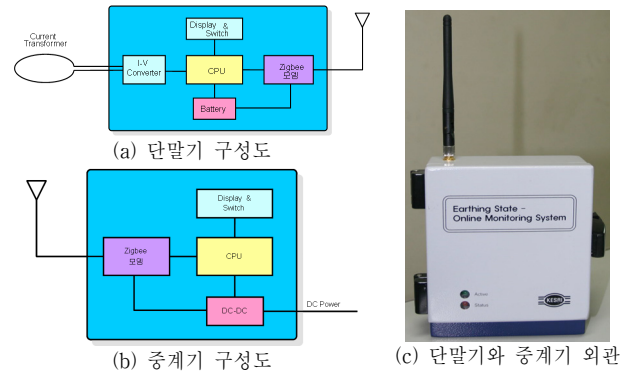 Current
Transformer
I-V
Converter
Display &
Switch
CPU
Zigbee
모뎀
Battery
(a) 단말기 구성도
Display &
Switch
Zigbee
모뎀
CPU
DC-DC
DC Power
(b) 중계기 구성도
Earthing State -
Online Monitoring System
Active
Status
KESRI
(c) 단말기와 중계기 외관